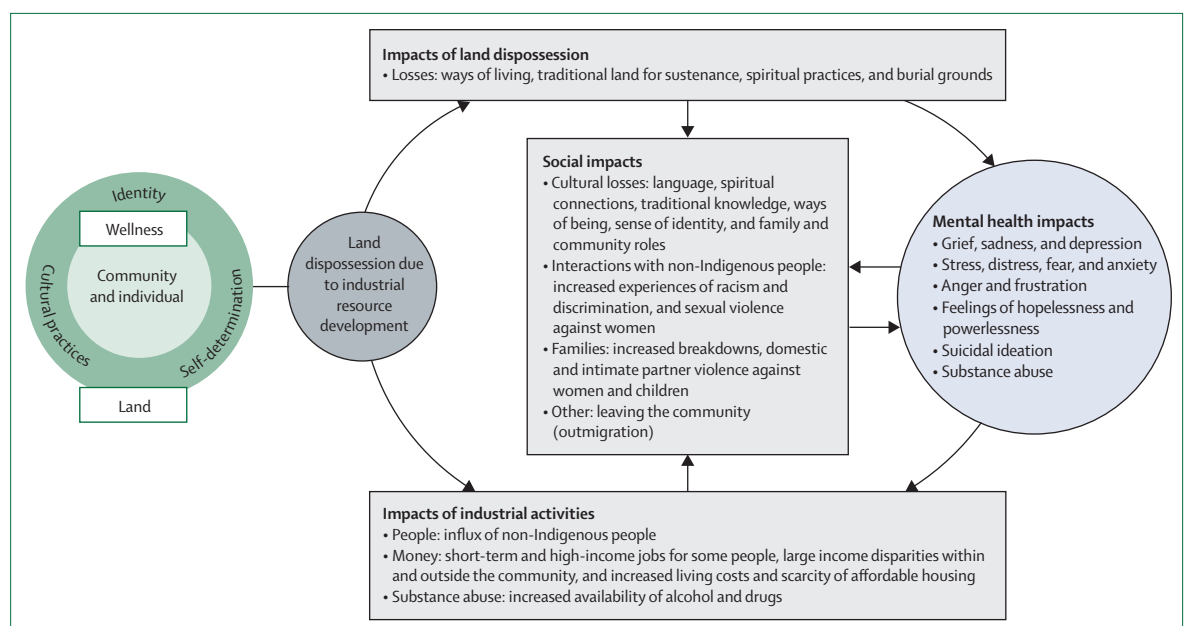 Identity
Wellness
Community
and individual
Cultural practices
Self-determination
Land
Land
dispossession due
to industrial
resource
development
Impacts of land dispossession
• Losses: ways of living, traditional land for sustenance, spiritual practices, and burial grounds
Social impacts
• Cultural losses: language, spiritual
connections, traditional knowledge, ways
of being, sense of identity, and family and
community roles
• Interactions with non-Indigenous people:
increased experiences of racism and
discrimination, and sexual violence
against women
• Families: increased breakdowns, domestic
and intimate partner violence against
women and children
• Other: leaving the community
(outmigration)
Mental health impacts
• Grief, sadness, and depression
• Stress, distress, fear, and anxiety
• Anger and frustration
• Feelings of hopelessness and
powerlessness
• Suicidal ideation
• Substance abuse
Impacts of industrial activities
• People: influx of non-Indigenous people
• Money: short-term and high-income jobs for some people, large income disparities within
and outside the community, and increased living costs and scarcity of affordable housing
• Substance abuse: increased availability of alcohol and drugs